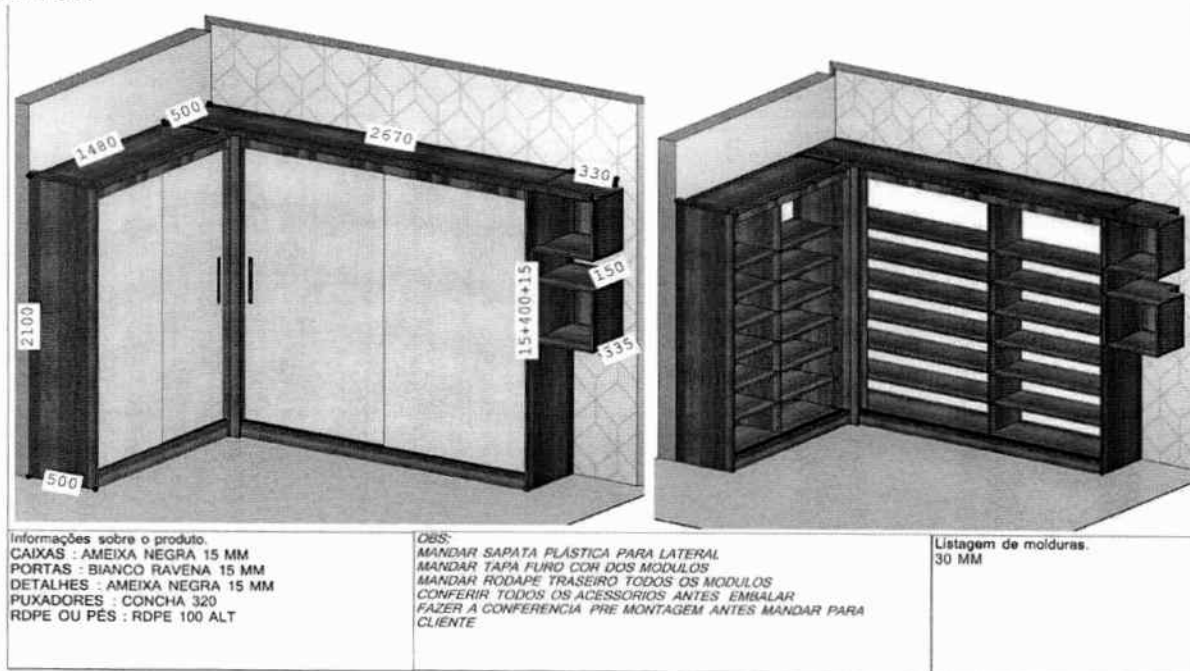 500
1480
2670
330
150
15+400+15
2100
335
500
Informações sobre o produto.
CAIXAS : AMEIXA NEGRA 15 MM
PORTAS : BIANCO RAVENA 15 MM
DETALHES : AMEIXA NEGRA 15 MM
PUXADORES : CONCHA 320
RDPE OU PÉS : RDPE 100 ALT
OBS:
MANDAR SAPATA PLÁSTICA PARA LATERAL
MANDAR TAPA FURO COR DOS MODULOS
MANDAR RODAPE TRASEIRO TODOS OS MODULOS
CONFERIR TODOS OS ACESSORIOS ANTES EMBALAR
FAZER A CONFERENCIA PRE MONTAGEM ANTES MANDAR PARA
CLIENTE
Listagem de molduras.
30 MM